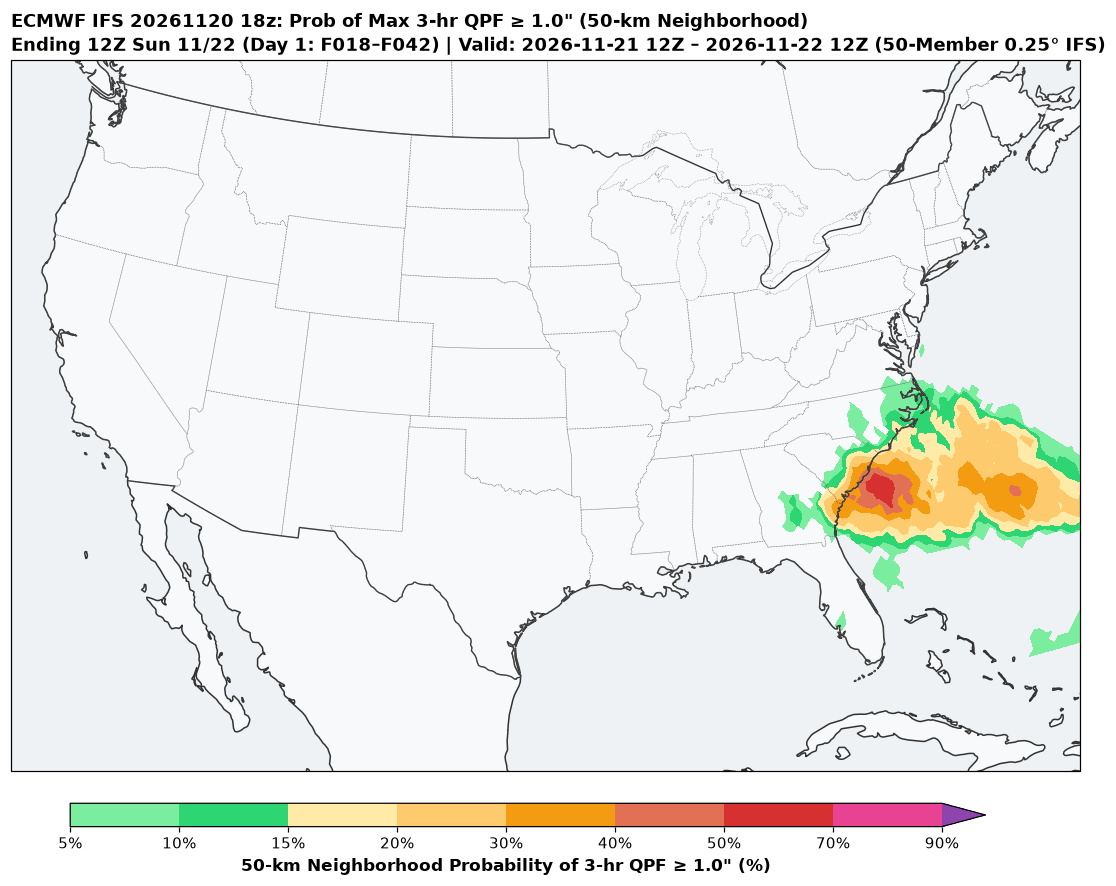 ECMWF IFS 20261120 18z: Prob of Max 3-hr QPF ≥ 1.0" (50-km Neighborhood)
Ending 12Z Sun 11/22 (Day 1: F018–F042) | Valid: 2026-11-21 12Z – 2026-11-22 12Z (50-Member 0.25° IFS)
5% 10% 15% 20% 30% 40% 50% 70% 90%
50-km Neighborhood Probability of 3-hr QPF ≥ 1.0" (%)